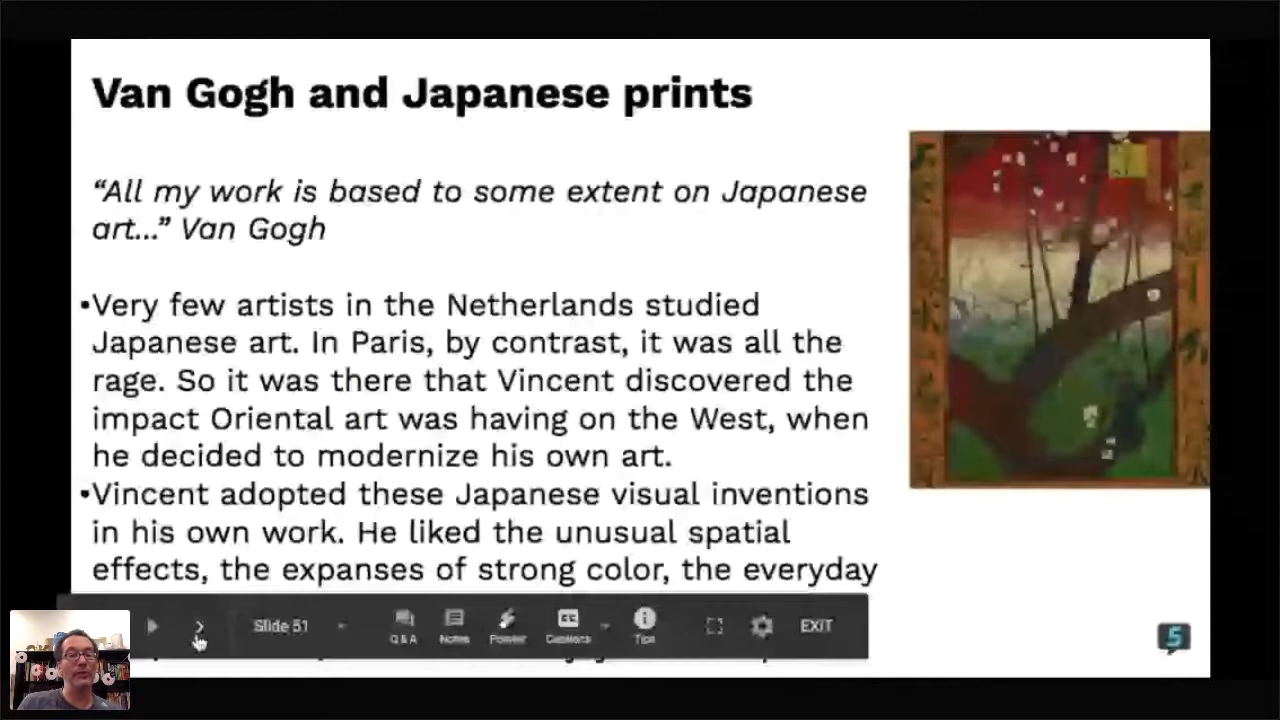 Van Gogh and Japanese prints
“All my work is based to some extent on Japanese
art...” Van Gogh
•Very few artists in the Netherlands studied
Japanese art. In Paris, by contrast, it was all the
rage. So it was there that Vincent discovered the
impact Oriental art was having on the West, when
he decided to modernize his own art.
•Vincent adopted these Japanese visual inventions
in his own work. He liked the unusual spatial
effects, the expanses of strong color, the everyday
Slide 51
Q & A
Notes
Pointer
Captions
Tips
EXIT
5